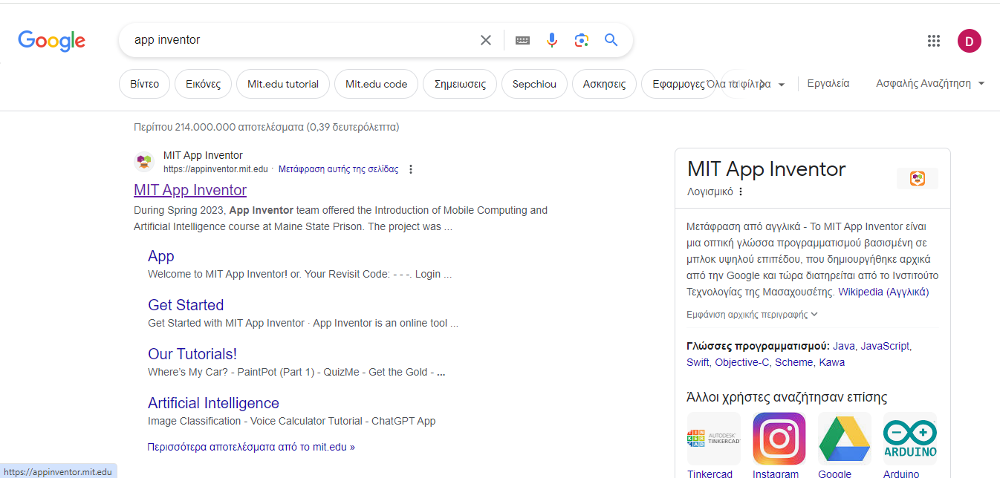 Google
app inventor
D
Βίντεο
Εικόνες
Mit.edu tutorial
Mit.edu code
Σημειωσεις
Sepchiou
Ασκησεις
Εφαρμογες
Όλα τα φίλτρα
Εργαλεία
Ασφαλής Αναζήτηση
Περίπου 214.000.000 αποτελέσματα (0,39 δευτερόλεπτα)
MIT App Inventor
https://appinventor.mit.edu · Μετάφραση αυτής της σελίδας
MIT App Inventor
During Spring 2023, App Inventor team offered the Introduction of Mobile Computing and
Artificial Intelligence course at Maine State Prison. The project was ...
App
Welcome to MIT App Inventor! or. Your Revisit Code: - - -. Login ...
Get Started
Get Started with MIT App Inventor · App Inventor is an online tool ...
Our Tutorials!
Where's My Car? - PaintPot (Part 1) - QuizMe - Get the Gold - ...
Artificial Intelligence
Image Classification - Voice Calculator Tutorial - ChatGPT App
Περισσότερα αποτελέσματα από το mit.edu »
https://appinventor.mit.edu
MIT App Inventor
Λογισμικό
Μετάφραση από αγγλικά - Το MIT App Inventor είναι
μια οπτική γλώσσα προγραμματισμού βασισμένη σε
μπλοκ υψηλού επιπέδου, που δημιουργήθηκε αρχικά
από την Google και τώρα διατηρείται από το Ινστιτούτο
Τεχνολογίας της Μασαχουσέτης. Wikipedia (Αγγλικά)
Εμφάνιση αρχικής περιγραφής
Γλώσσες προγραμματισμού: Java, JavaScript,
Swift, Objective-C, Scheme, Kawa
Άλλοι χρήστες αναζήτησαν επίσης
TIN
KER
CAD
AUTODESK
TINKERCAD
ARDUINO
Tinkercad
Instagram
Google
Arduino